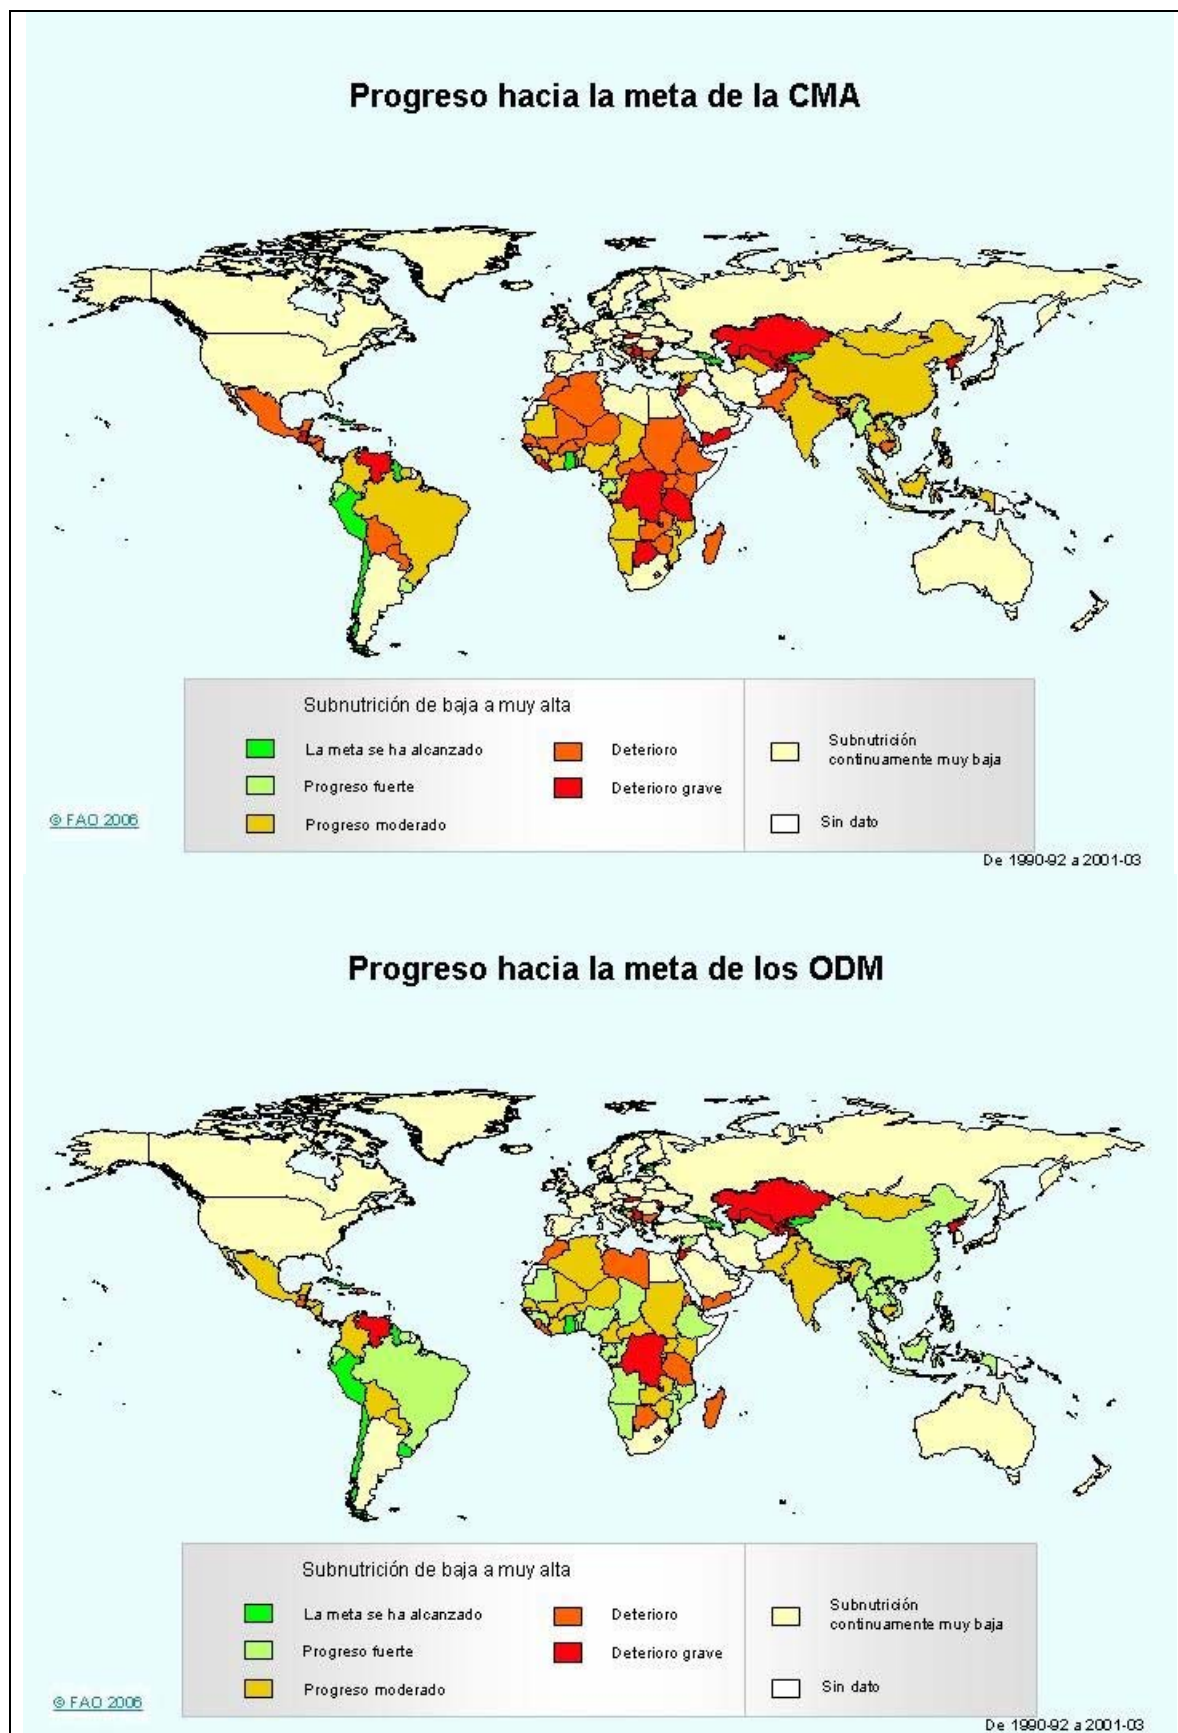 Progreso hacia la meta de la CMA
Subnutrición de baja a muy alta
La meta se ha alcanzado
Progreso fuerte
Progreso moderado
Deterioro
Deterioro grave
Subnutrición
continuamente muy baja
Sin dato
© FAO 2006
De 1990-92 a 2001-03
Progreso hacia la meta de los ODM
Subnutrición de baja a muy alta
La meta se ha alcanzado
Progreso fuerte
Progreso moderado
Deterioro
Deterioro grave
Subnutrición
continuamente muy baja
Sin dato
© FAO 2006
De 1990-92 a 2001-03